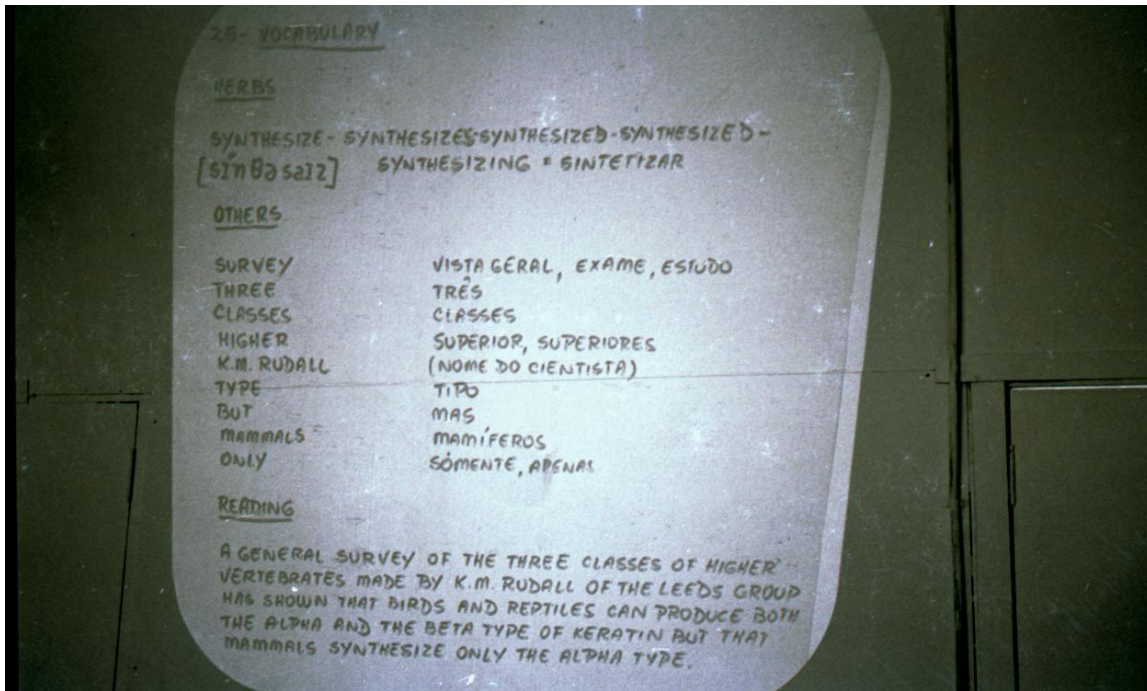 25- VOCABULARY
VERBS
SYNTHESIZE - SYNTHESIZES-SYNTHESIZED-SYNTHESIZED-
[sɪ́nθəsaɪz] SYNTHESIZING = SINTETIZAR
OTHERS
SURVEY VISTA GERAL, EXAME, ESTUDO
THREE TRÊS
CLASSES CLASSES
HIGHER SUPERIOR, SUPERIORES
K.M. RUDALL (NOME DO CIENTISTA)
TYPE TIPO
BUT MAS
MAMMALS MAMÍFEROS
ONLY SÓMENTE, APENAS
READING
A GENERAL SURVEY OF THE THREE CLASSES OF HIGHER
VERTEBRATES MADE BY K.M. RUDALL OF THE LEEDS GROUP
HAS SHOWN THAT BIRDS AND REPTILES CAN PRODUCE BOTH
THE ALPHA AND THE BETA TYPE OF KERATIN BUT THAT
MAMMALS SYNTHESIZE ONLY THE ALPHA TYPE.